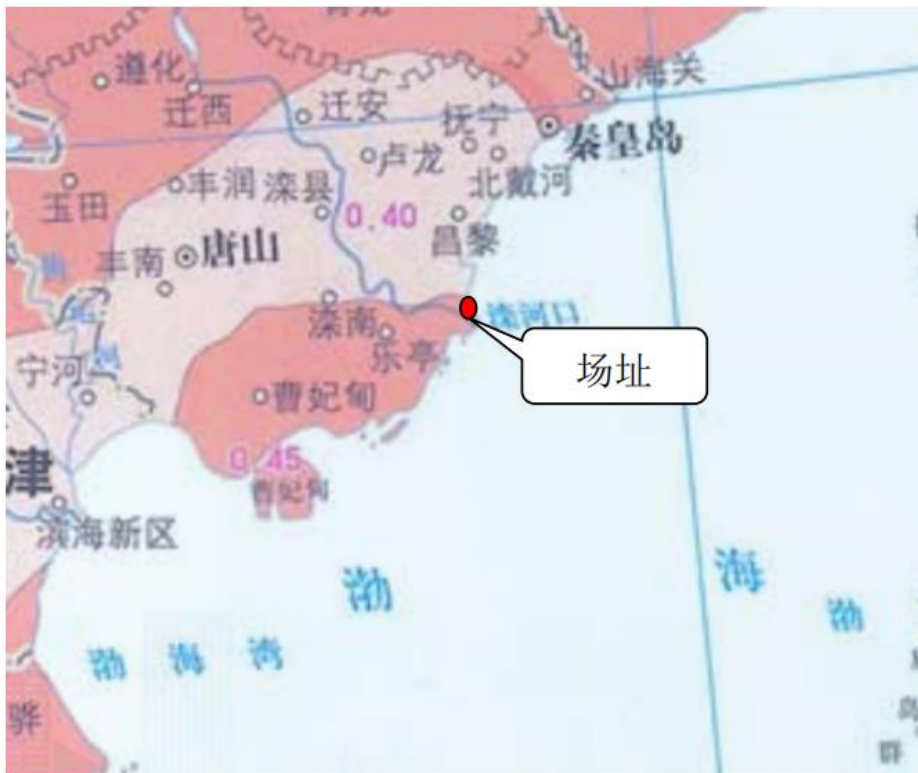 遵化
迁西
迁安
山海关
抚宁
秦皇岛
卢龙
北戴河
玉田
丰润
滦县
0.40
昌黎
丰南
唐山
滦河口
滦南
乐亭
场址
宁河
曹妃甸
津
0.45
曹妃甸
滨海新区
渤
海
渤
渤海湾
骅
岛
群